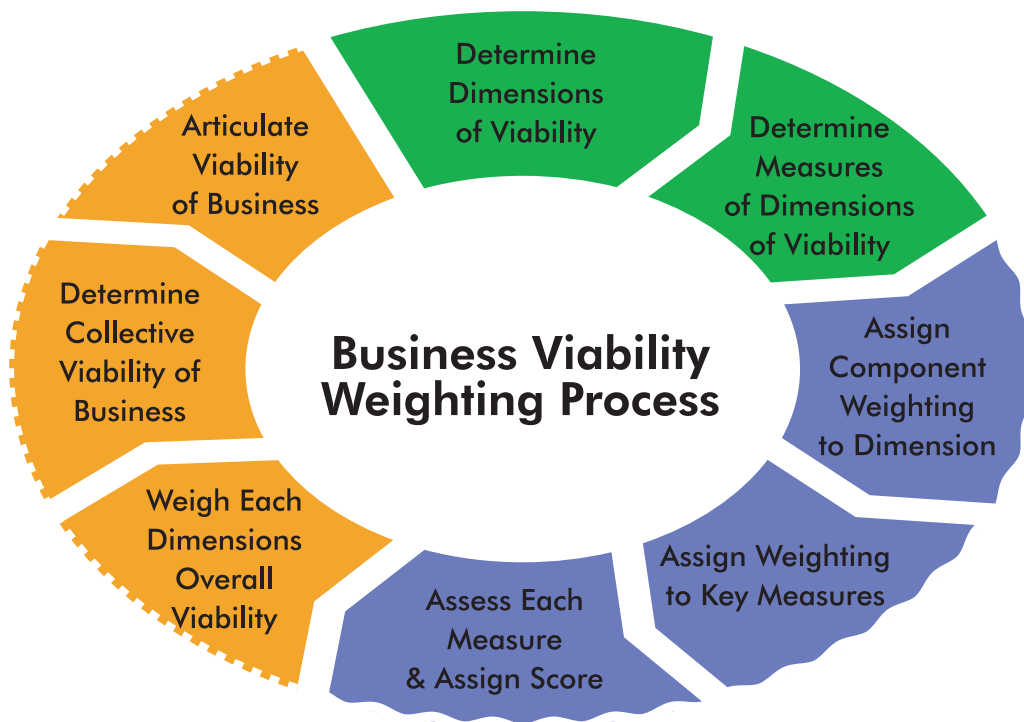 Determine
Dimensions
of Viability
Determine
Measures
of Dimensions
of Viability
Assign
Component
Weighting
to Dimension
Assign Weighting
to Key Measures
Assess Each
Measure
& Assign Score
Weigh Each
Dimensions
Overall
Viability
Determine
Collective
Viability of
Business
Articulate
Viability
of Business
Business Viability
Weighting Process